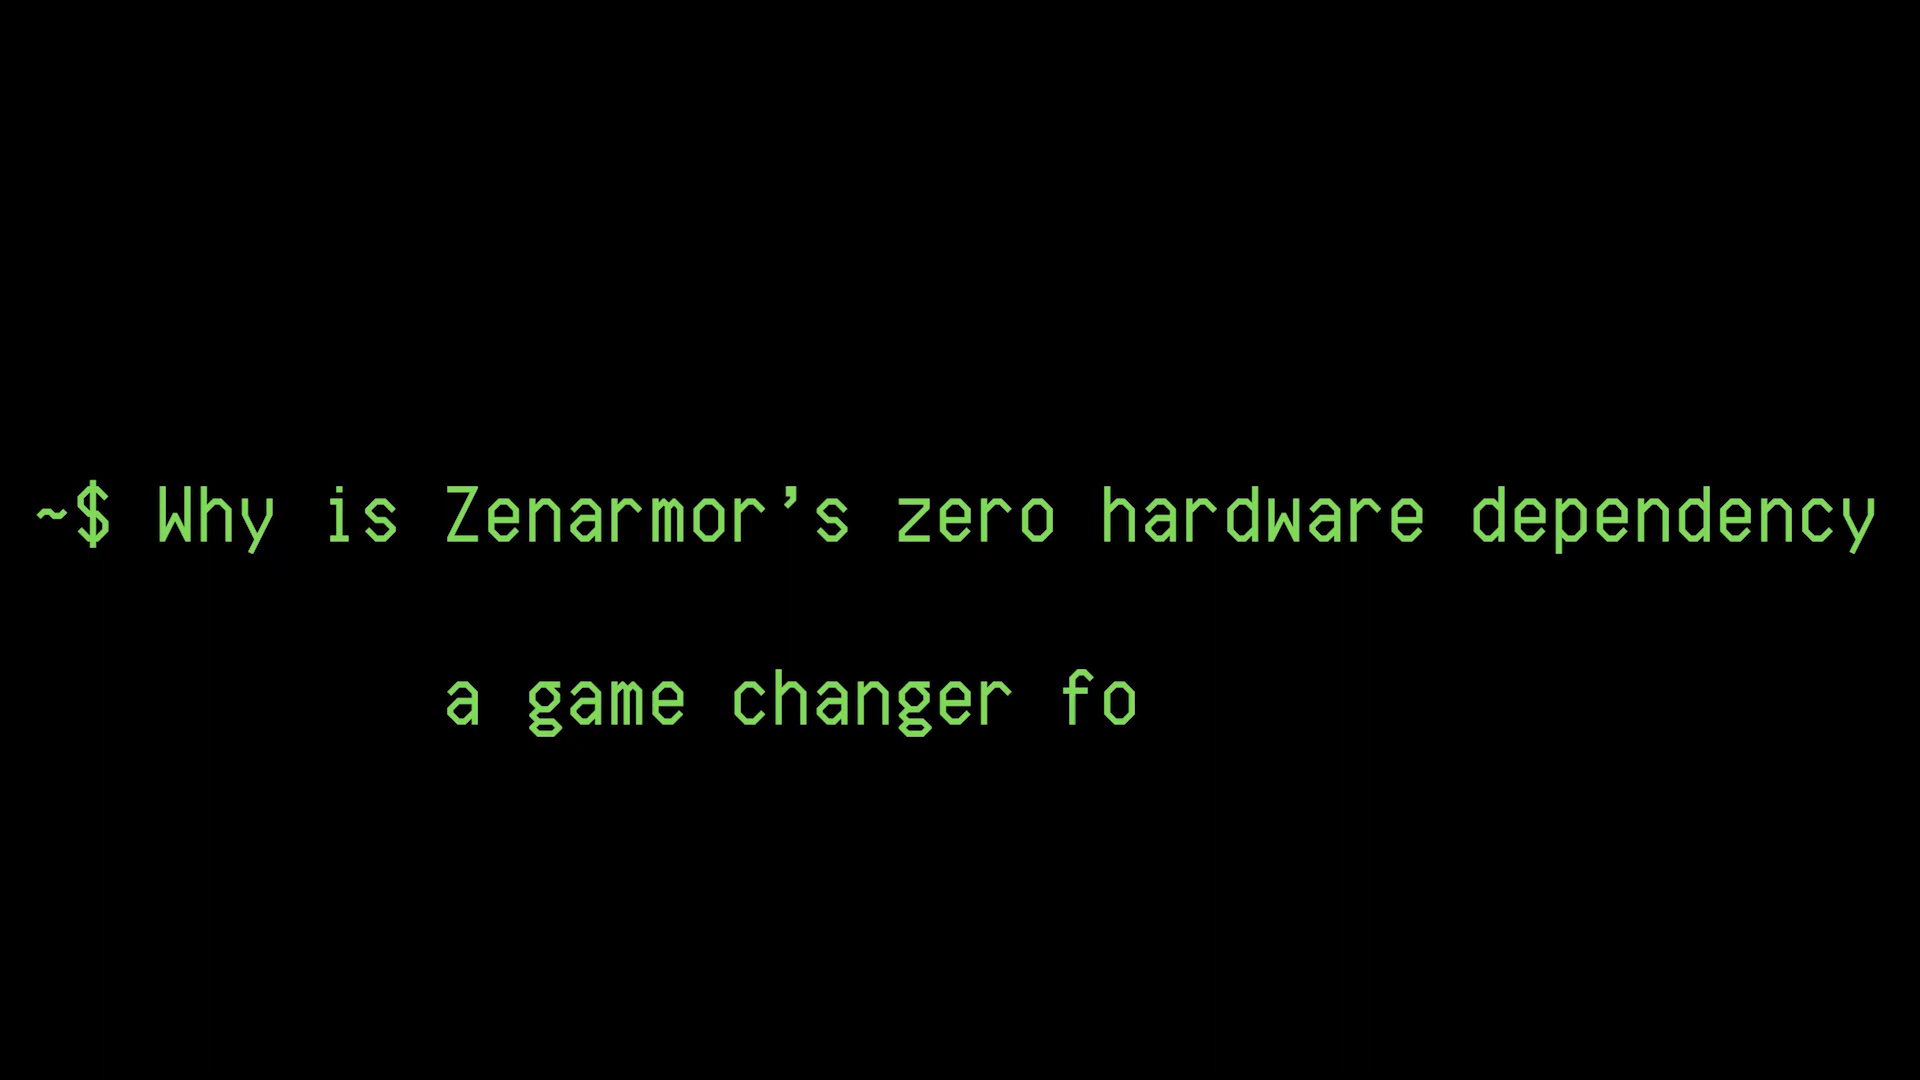 ~$ Why is Zenarmor’s zero hardware dependency
a game changer fo